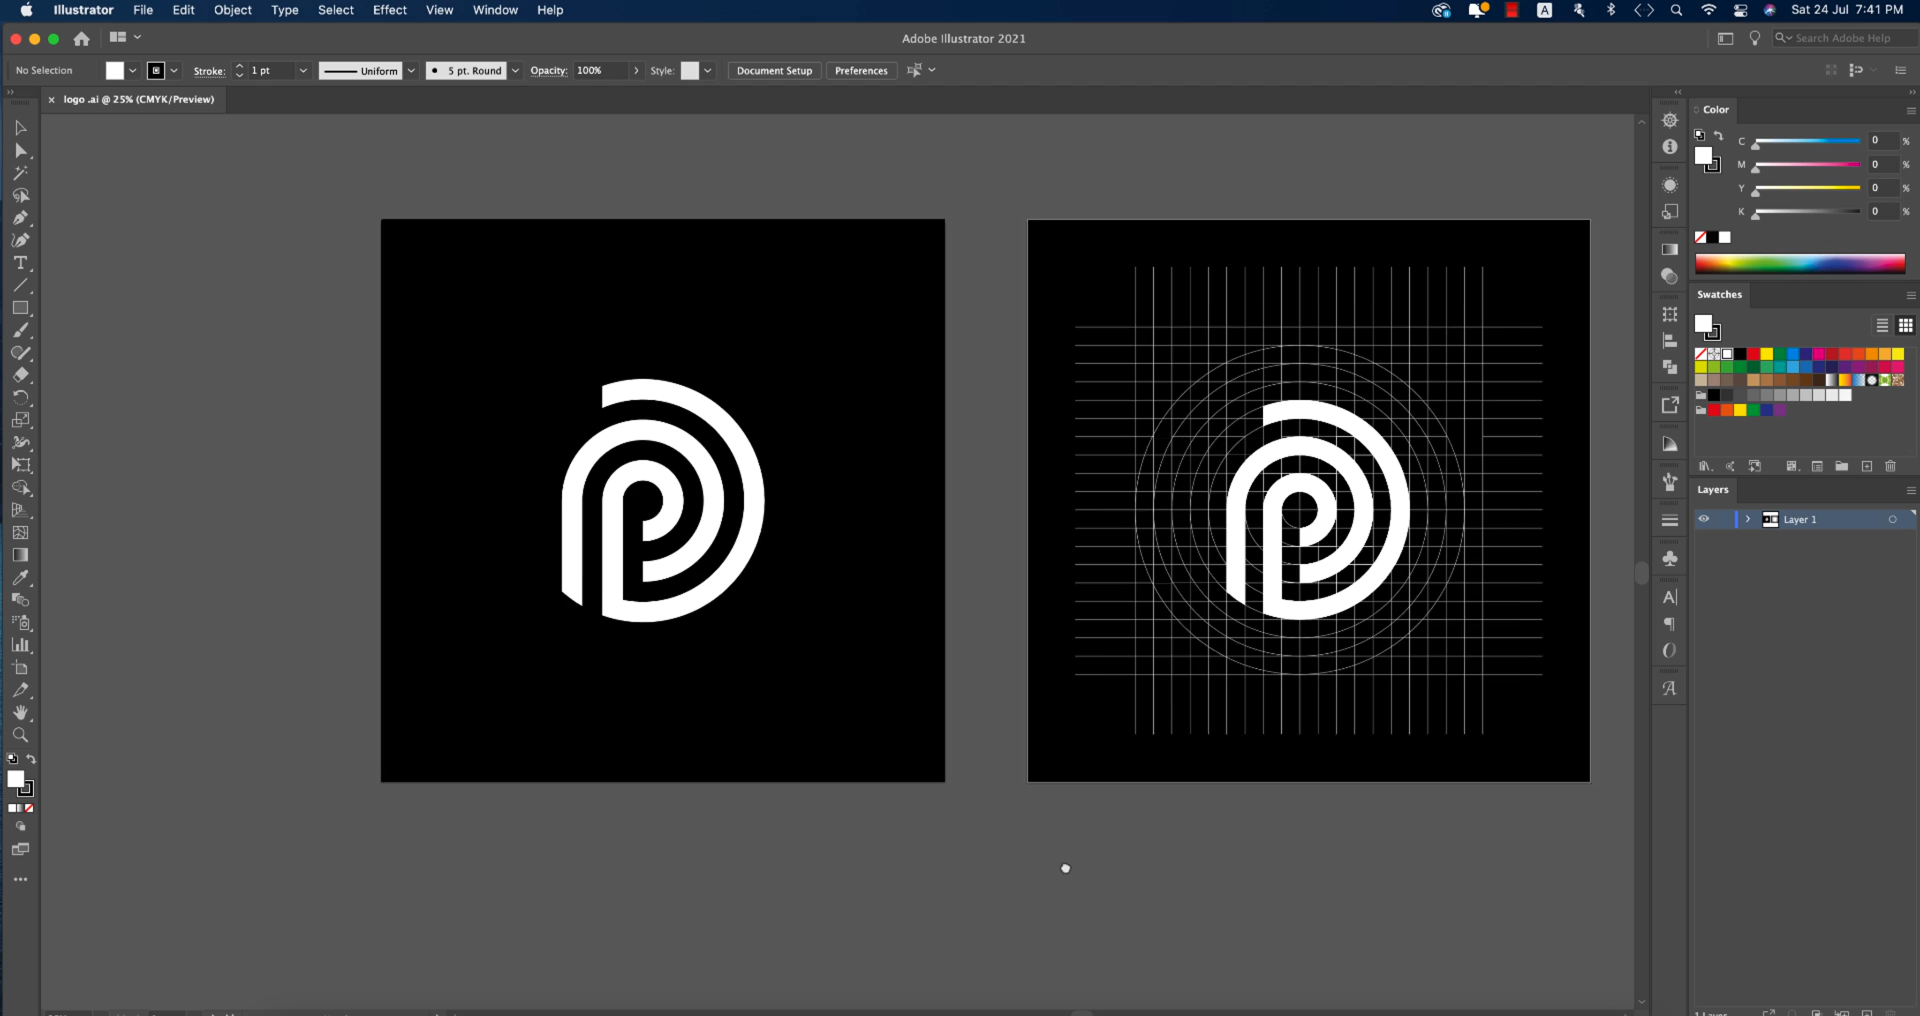 Illustrator File Edit Object Type Select Effect View Window Help
A
Sat 24 Jul 7:41 PM
Adobe Illustrator 2021
Search Adobe Help
No Selection
Stroke: 1 pt
Uniform
5 pt. Round
Opacity: 100%
Style:
Document Setup
Preferences
× logo .ai @ 25% (CMYK/Preview)
Color
C 0 %
M 0 %
Y 0 %
K 0 %
Swatches
Layers
Layer 1
1 Layer